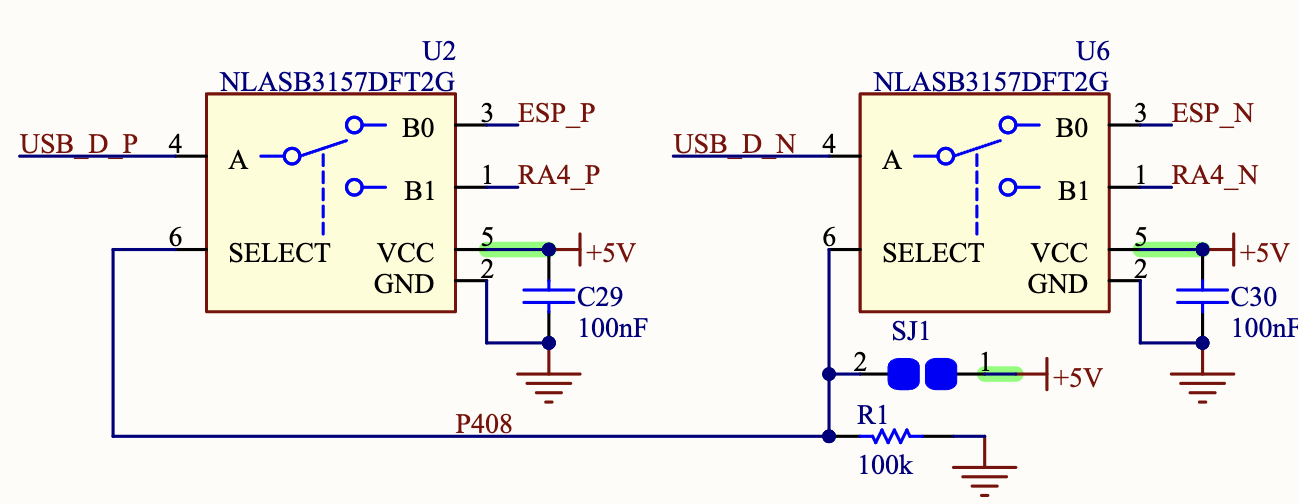 U2
NLASB3157DFT2G
USB_D_P
4
A
B0
3
ESP_P
B1
1
RA4_P
6
SELECT
VCC
5
+5V
GND
2
C29
100nF
U6
NLASB3157DFT2G
USB_D_N
4
A
B0
3
ESP_N
B1
1
RA4_N
6
SELECT
VCC
5
+5V
GND
2
C30
100nF
SJ1
2
1
+5V
P408
R1
100k